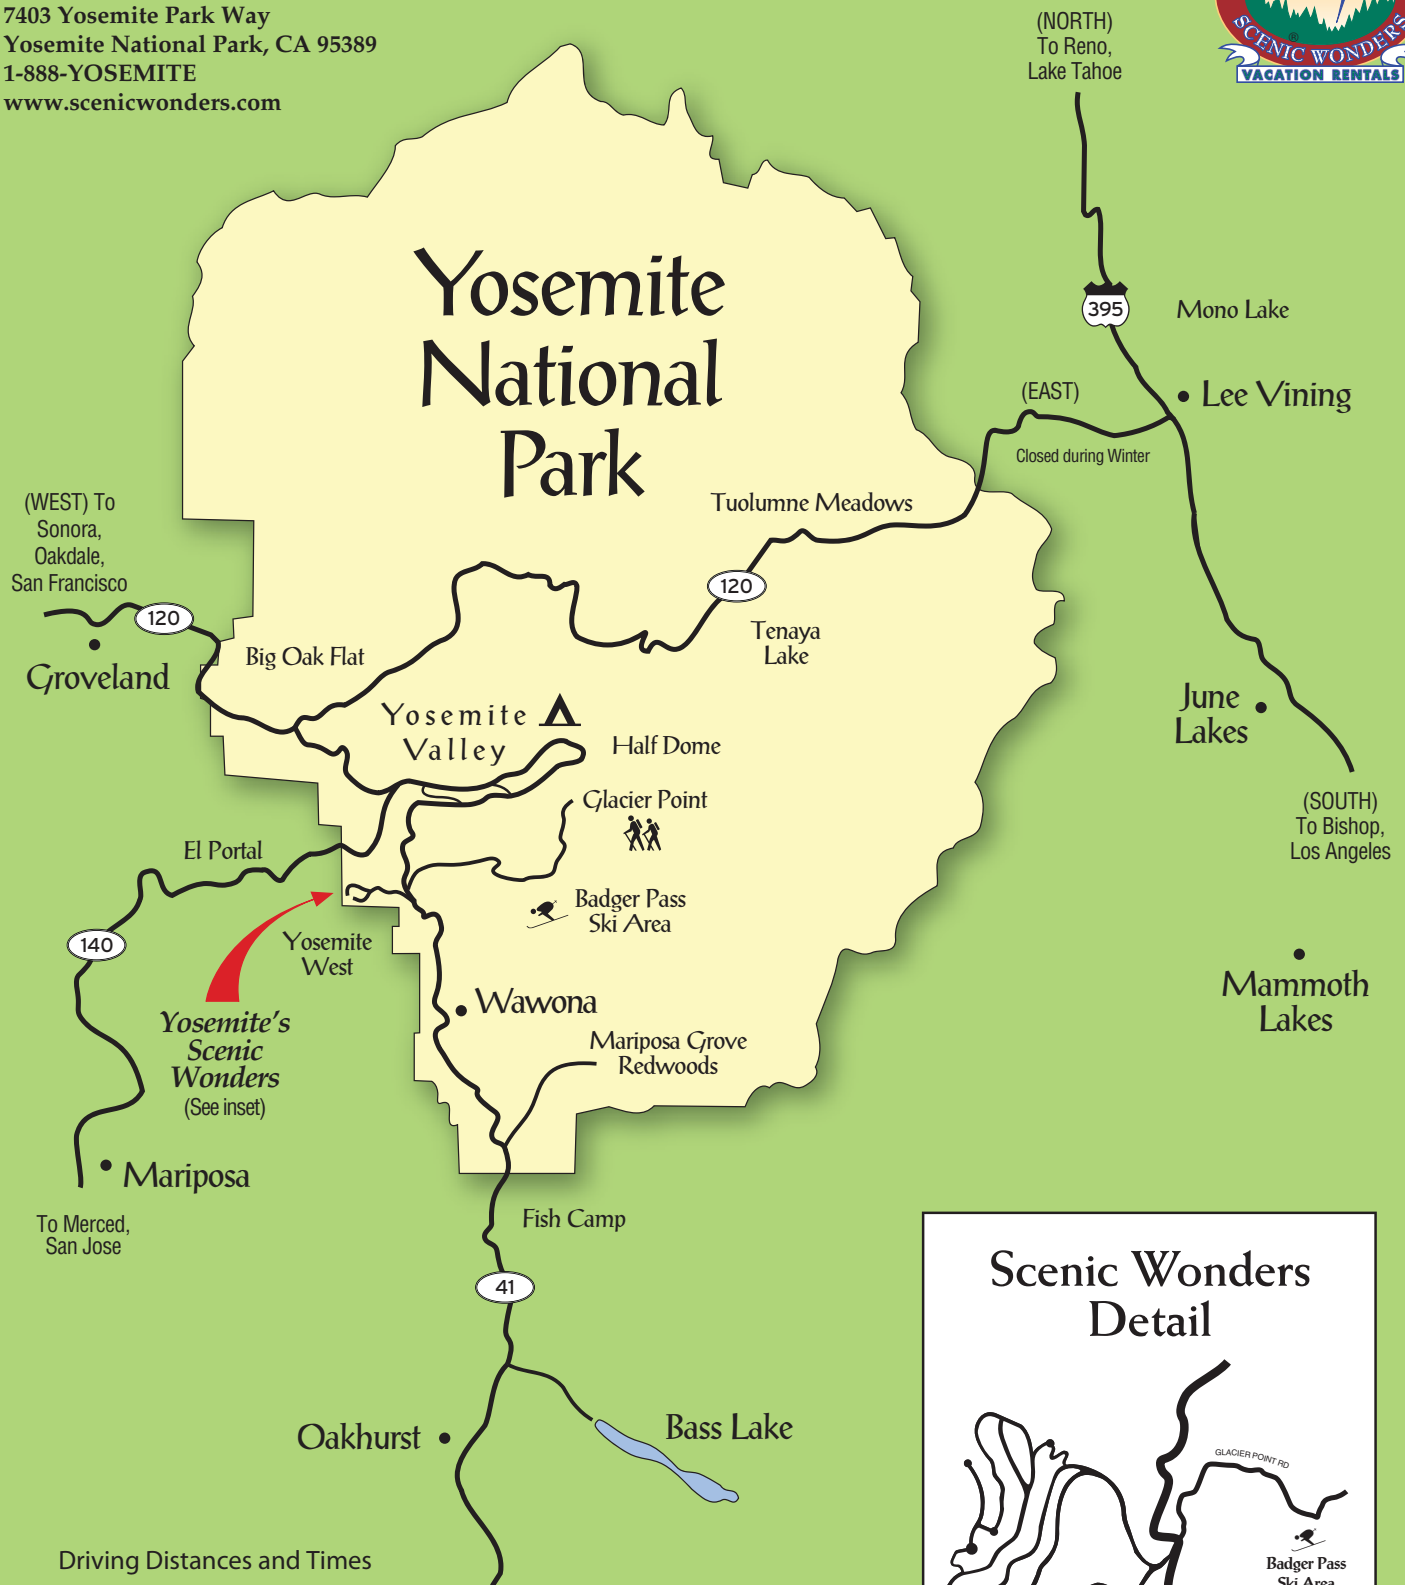 7403 Yosemite Park Way
Yosemite National Park, CA 95389
1-888-YOSEMITE
www.scenicwonders.com
SCENIC WONDERS
®
VACATION RENTALS
(NORTH)
To Reno,
Lake Tahoe
Yosemite
National
Park
395
Mono Lake
(EAST)
Lee Vining
Closed during Winter
(WEST) To
Sonora,
Oakdale,
San Francisco
120
Groveland
Big Oak Flat
Tuolumne Meadows
120
Tenaya
Lake
Yosemite
Valley
Half Dome
Glacier Point
June
Lakes
(SOUTH)
To Bishop,
Los Angeles
El Portal
Badger Pass
Ski Area
140
Yosemite
West
Yosemite's
Scenic
Wonders
(See inset)
Wawona
Mariposa Grove
Redwoods
Mammoth
Lakes
Mariposa
To Merced,
San Jose
Fish Camp
41
Oakhurst
Bass Lake
Driving Distances and Times
Scenic Wonders
Detail
GLACIER POINT RD
Badger Pass
Ski Area